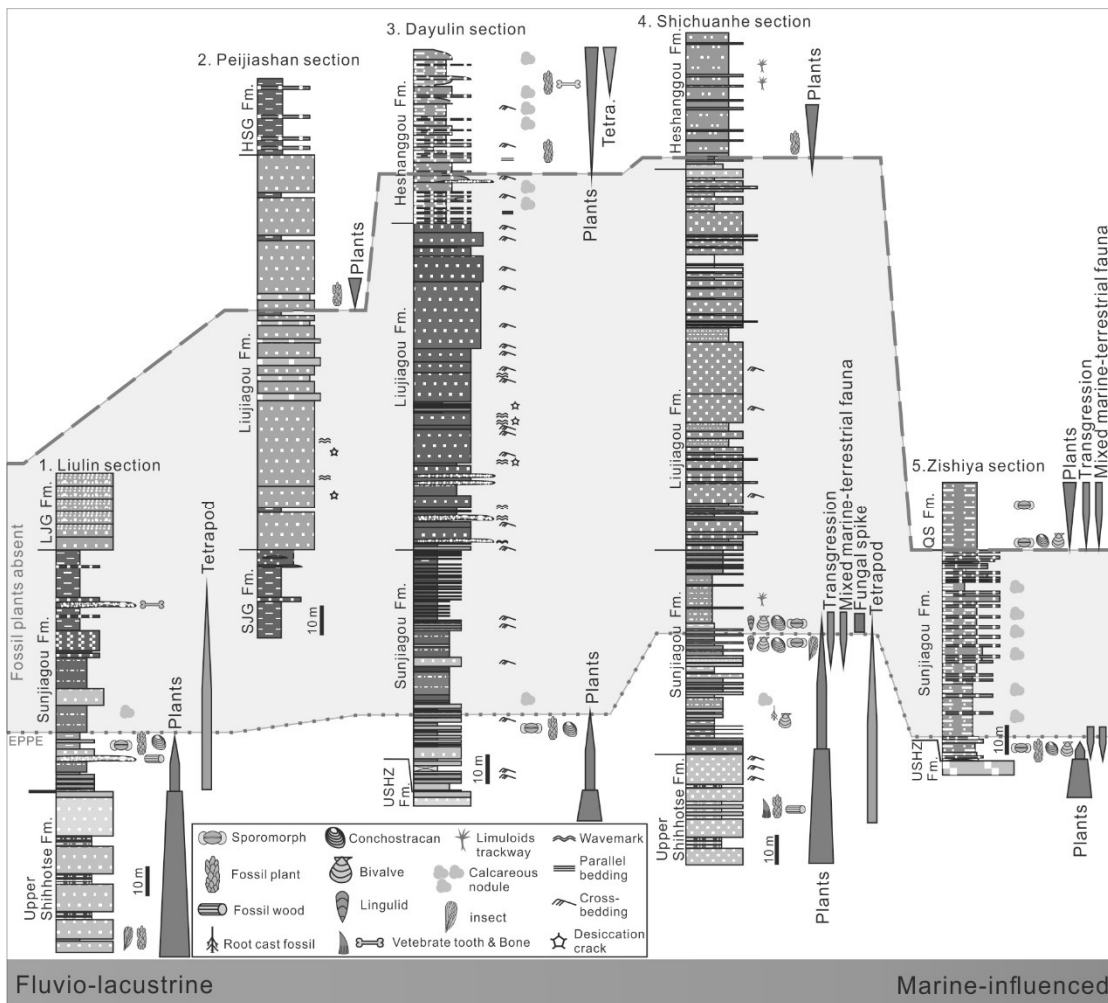 1. Liulin section
LJG Fm.
Sunjiagou Fm.
Upper
Shihhotse Fm.
Fossil plants absent
EPPE
10 m
Plants
Tetrapod
2. Peijiashan section
HSG Fm.
Liujiagou Fm.
SJG Fm.
10 m
Plants
3. Dayulin section
Heshanggou Fm.
Liujiagou Fm.
Sunjiagou Fm.
USHZ
Fm.
10 m
Plants
Tetra.
Plants
4. Shichuanhe section
Heshanggou Fm.
Liujiagou Fm.
Sunjiagou Fm.
Upper
Shihhotse Fm.
10 m
Plants
Transgression
Mixed marine-terrestrial fauna
Fungal spike
Tetrapod
Plants
5.Zishiya section
QS Fm.
Sunjiagou Fm.
USHZ
Fm.
10 m
Plants
Transgression
Mixed marine-terrestrial fauna
Plants
Sporomorph
Fossil plant
Fossil wood
Root cast fossil
Conchostracan
Bivalve
Lingulid
Vetebrate tooth & Bone
Limuloids
trackway
Calcareous
nodule
insect
Wavemark
Parallel
bedding
Cross-
bedding
Desiccation
crack
Fluvio-lacustrine
Marine-influenced